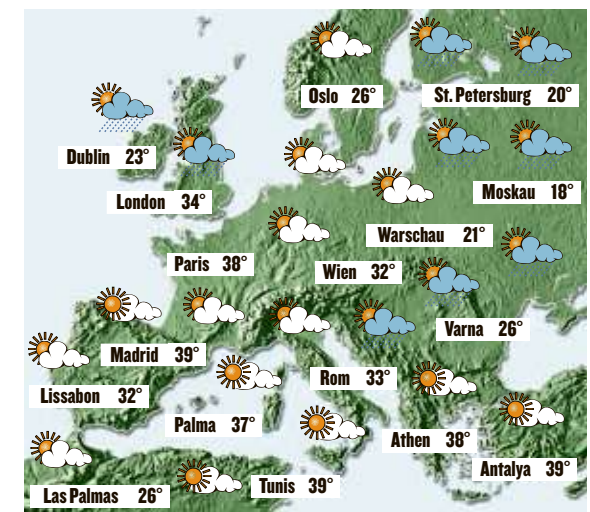 Oslo 26°
St. Petersburg 20°
Dublin 23°
London 34°
Moskau 18°
Warschau 21°
Paris 38°
Wien 32°
Varna 26°
Madrid 39°
Rom 33°
Lissabon 32°
Palma 37°
Athen 38°
Antalya 39°
Las Palmas 26°
Tunis 39°